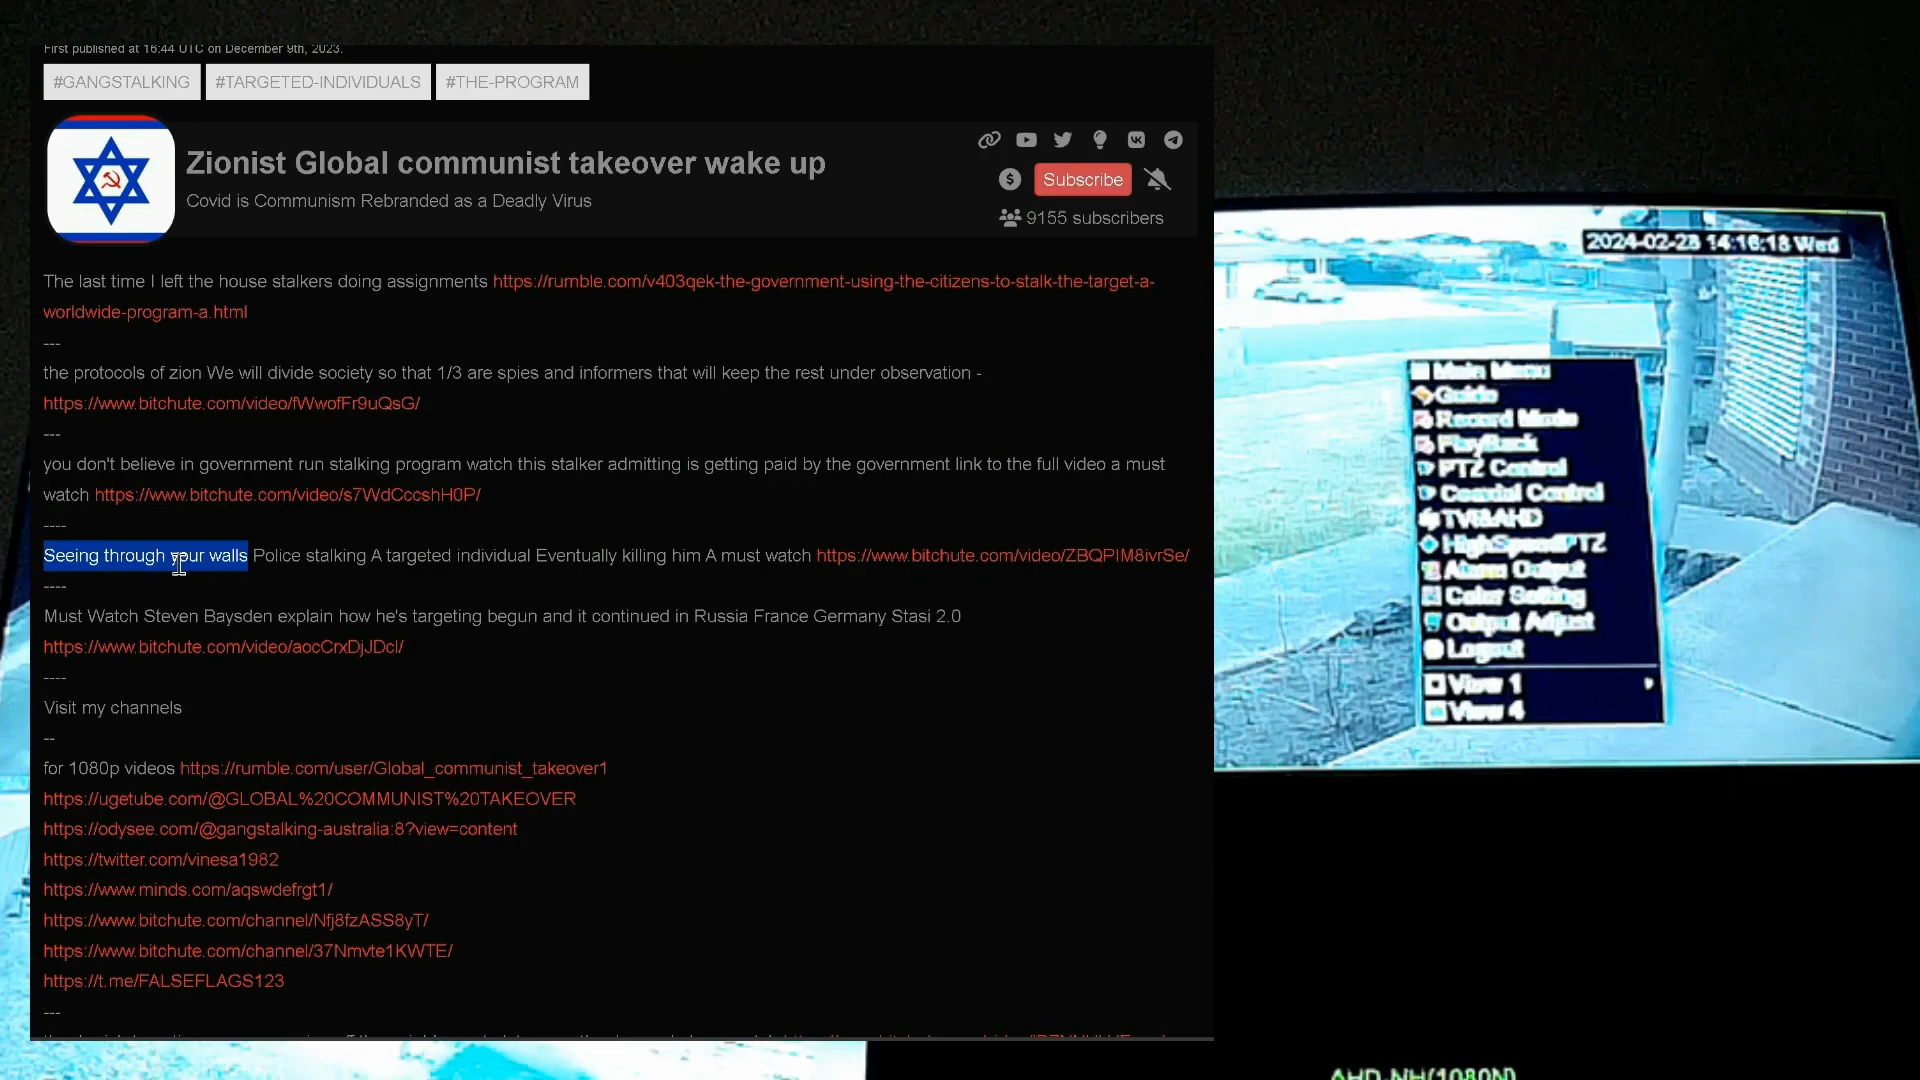 First published at 16:44 UTC on December 9th, 2023.
#GANGSTALKING #TARGETED-INDIVIDUALS #THE-PROGRAM
Zionist Global communist takeover wake up
Covid is Communism Rebranded as a Deadly Virus
Subscribe
9155 subscribers
The last time I left the house stalkers doing assignments https://rumble.com/v403qek-the-government-using-the-citizens-to-stalk-the-target-a-
worldwide-program-a.html
---
the protocols of zion We will divide society so that 1/3 are spies and informers that will keep the rest under observation -
https://www.bitchute.com/video/fWwofFr9uQsG/
---
you don't believe in government run stalking program watch this stalker admitting is getting paid by the government link to the full video a must
watch https://www.bitchute.com/video/s7WdCccshH0P/
----
Seeing through your walls Police stalking A targeted individual Eventually killing him A must watch https://www.bitchute.com/video/ZBQPIM8ivrSe/
----
Must Watch Steven Baysden explain how he's targeting begun and it continued in Russia France Germany Stasi 2.0
https://www.bitchute.com/video/aocCrxDjJDcI/
----
Visit my channels
--
for 1080p videos https://rumble.com/user/Global_communist_takeover1
https://ugetube.com/@GLOBAL%20COMMUNIST%20TAKEOVER
https://odysee.com/@gangstalking-australia:8?view=content
https://twitter.com/vinesa1982
https://www.minds.com/aqswdefrgt1/
https://www.bitchute.com/channel/Nfj8fzASS8yT/
https://www.bitchute.com/channel/37Nmvte1KWTE/
https://t.me/FALSEFLAGS123
---
2024-02-28 14:16:18 Wed
Main Menu
Guide
Record Mode
PlayBack
PTZ Control
Coaxial Control
TVI&AHD
HighSpeedPTZ
Alarm Output
Color Setting
Output Adjust
Logout
View 1
View 4
AHD-NH(1080N)